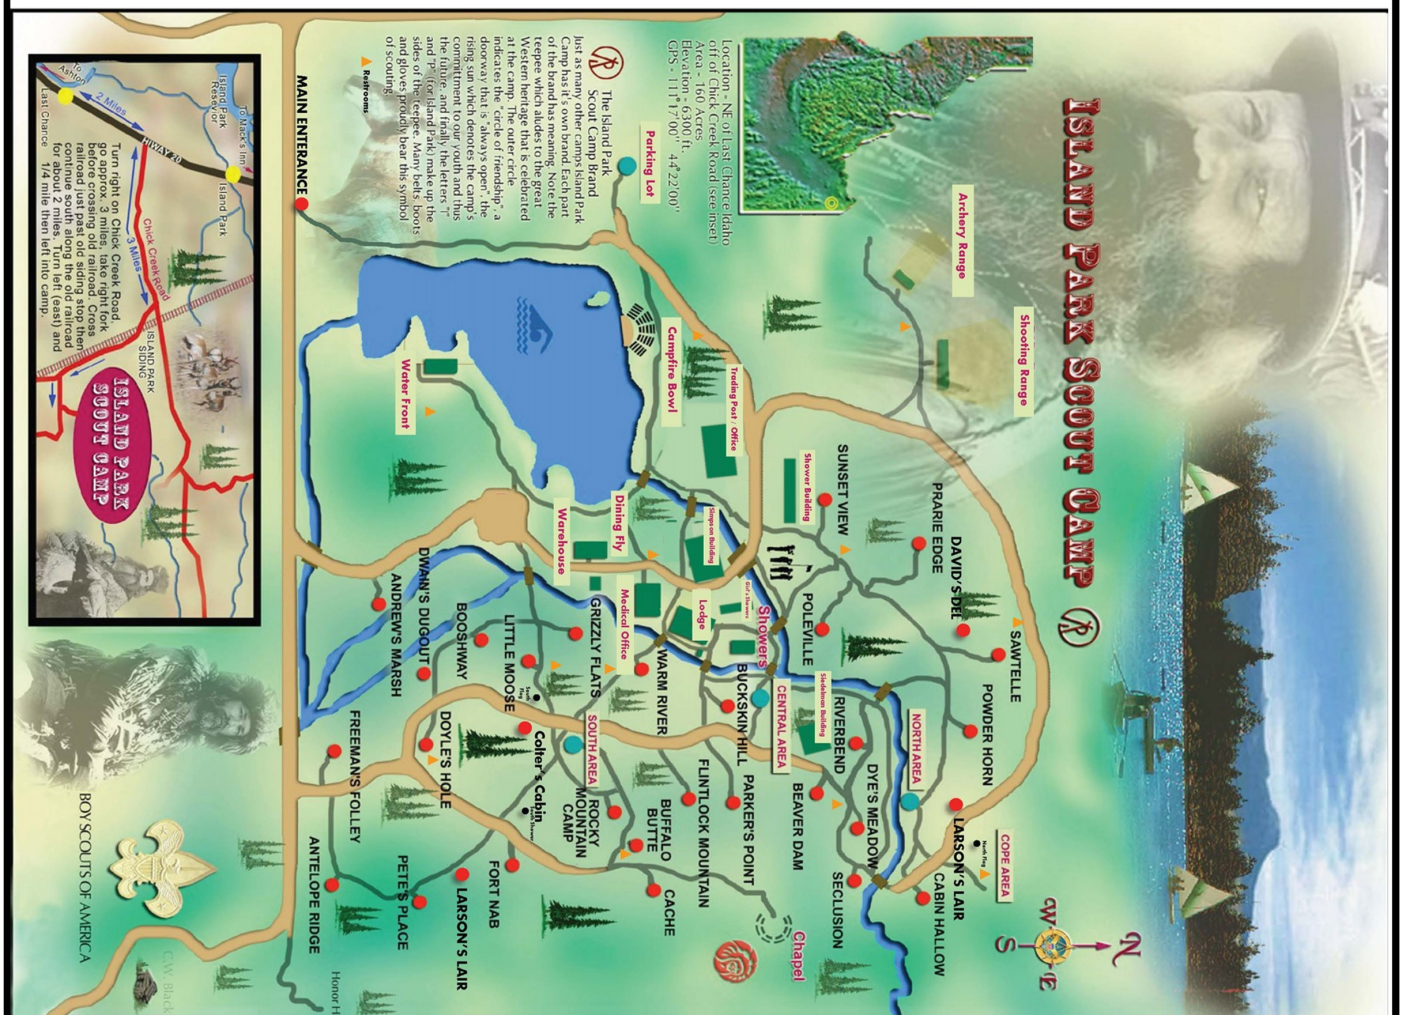 ISLAND PARK SCOUT CAMP
Location - NE of Last Chance Idaho
off of Chick Creek Road (see inset)
Area - 160 Acres
Elevation - 6300 ft.
GPS - 111°17'00" 44°22'00"
The Island Park
Scout Camp Brand
Just as many other camps Island Park
Camp has it's own brand. Each part
of the brand has meaning. Note the
teepee which aludes to the great
Western heritage that is celebrated
at the camp. The outer circle
indicates the "circle of friendship", a
doorway that is "always open", the
rising sun which denotes the camp's
commitment to our youth and thus
the future, and finally the letters "I"
and "P" (for Island Park) make up the
sides of the teepee. Many belts, boots
and gloves proudly bear this symbol
of scouting.
Restrooms
MAIN ENTERANCE
Parking Lot
Archery Range
Shooting Range
Campfire Bowl
Trading Post / Office
Water Front
Shower Building
SUNSET VIEW
PRARIE EDGE
DAVID'S DEL
SAWTELLE
POWDER HORN
Simpson Building
Dining Fly
Warehouse
Medical Office
Lodge
Showers
POLEVILLE
Siedelman Building
CENTRAL AREA
NORTH AREA
SOUTH AREA
COPE AREA
North Flag
LARSON'S LAIR
CABIN HALLOW
RIVERBEND
DYE'S MEADOW
SECLUSION
BEAVER DAM
BUCKSKIN HILL
PARKER'S POINT
FLINTLOCK MOUNTAIN
WARM RIVER
BUFFALO
BUTTE
ROCKY
MOUNTAIN
CAMP
CACHE
Chapel
GRIZZLY FLATS
LITTLE MOOSE
South
Flag
Colter's Cabin
BOOSHWAY
DWAIN'S DUGOUT
ANDREW'S MARSH
DOYLE'S HOLE
FREEMAN'S FOLLEY
FORT NAB
LARSON'S LAIR
PETE'S PLACE
ANTELOPE RIDGE
N
W
E
S
BOY SCOUTS OF AMERICA
C.W. Black
Honor H
To Mack's Inn
Island Park
Reservoir
Island Park
HIWAY 20
To
Ashton
Last Chance
2 Miles
3 Miles
Chick Creek Road
ISLAND PARK
SIDING
ISLAND PARK
SCOUT CAMP
Turn right on Chick Creek Road,
go approx. 3 miles, take right fork
before crossing old railroad. Cross
railroad just past old siding stop then
continue south along the old railroad
for about 2 miles. Turn left (east) and
1/4 mile then left into camp.